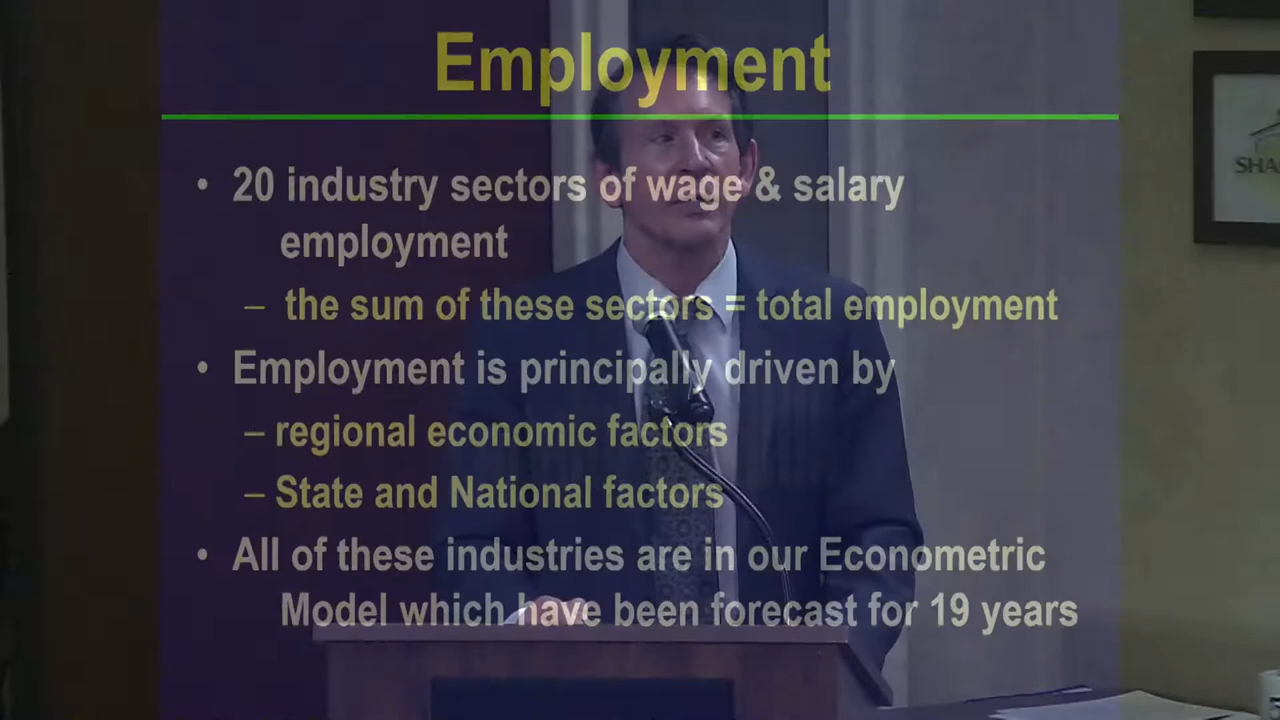 Employment
• 20 industry sectors of wage & salary
employment
– the sum of these sectors = total employment
• Employment is principally driven by
– regional economic factors
– State and National factors
• All of these industries are in our Econometric
Model which have been forecast for 19 years